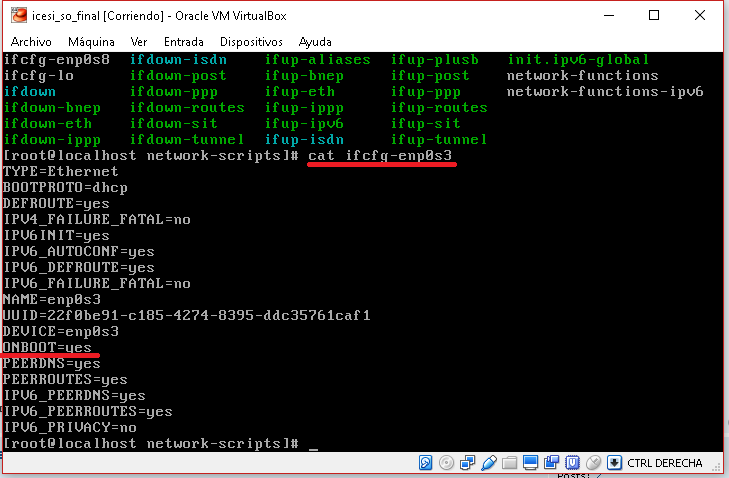 icesi_so_final [Corriendo] - Oracle VM VirtualBox
Archivo Máquina Ver Entrada Dispositivos Ayuda
ifcfg-enp0s8 ifdown-isdn ifup-aliases ifup-plusb init.ipv6-global
ifcfg-lo ifdown-post ifup-bnep ifup-post network-functions
ifdown ifdown-ppp ifup-eth ifup-ppp network-functions-ipv6
ifdown-bnep ifdown-routes ifup-ippp ifup-routes
ifdown-eth ifdown-sit ifup-ipv6 ifup-sit
ifdown-ippp ifdown-tunnel ifup-isdn ifup-tunnel
[root@localhost network-scripts]# cat ifcfg-enp0s3
TYPE=Ethernet
BOOTPROTO=dhcp
DEFROUTE=yes
IPV4_FAILURE_FATAL=no
IPV6INIT=yes
IPV6_AUTOCONF=yes
IPV6_DEFROUTE=yes
IPV6_FAILURE_FATAL=no
NAME=enp0s3
UUID=22f0be91-c185-4274-8395-ddc35761caf1
DEVICE=enp0s3
ONBOOT=yes
PEERDNS=yes
PEERROUTES=yes
IPV6_PEERDNS=yes
IPV6_PEERROUTES=yes
IPV6_PRIVACY=no
[root@localhost network-scripts]# _
CTRL DERECHA